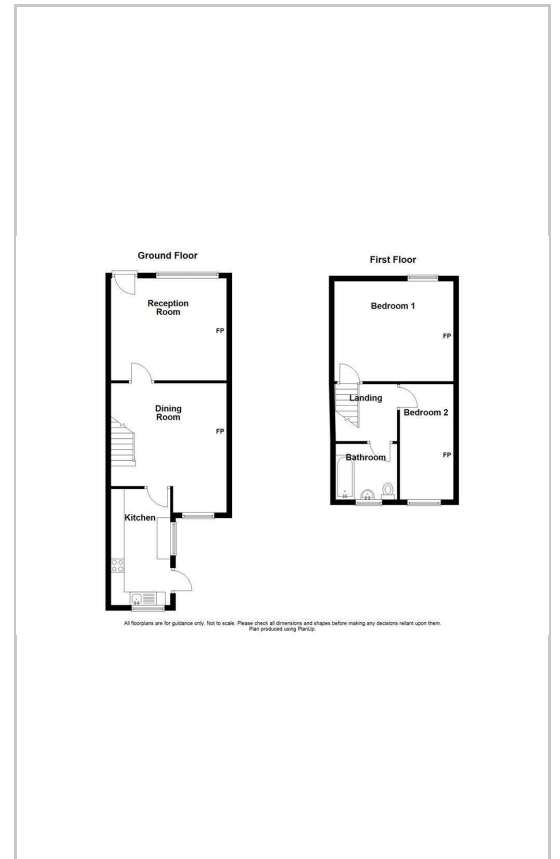 Ground Floor
Reception
Room
FP
Dining
Room
FP
Kitchen
First Floor
Bedroom 1
FP
Landing
Bedroom 2
Bathroom
FP
All floorplans are for guidance only. Not to scale. Please check all dimensions and shapes before making any decisions reliant upon them.
Plan produced using PlanUp.